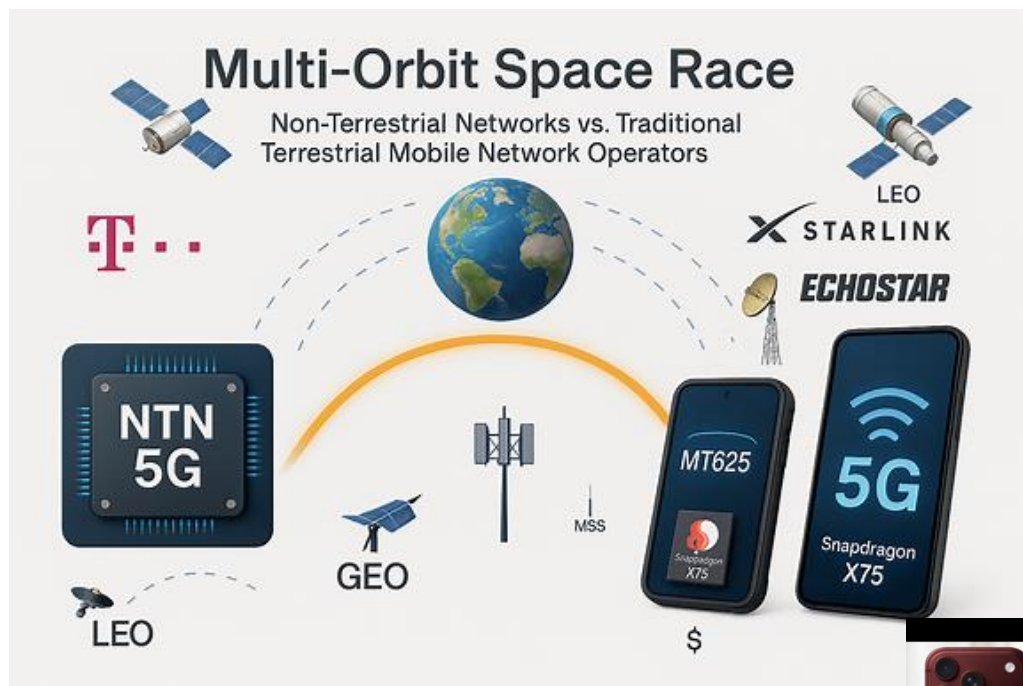 Multi-Orbit Space Race
Non-Terrestrial Networks vs. Traditional
Terrestrial Mobile Network Operators
LEO
T
STARLINK
ECHOSTAR
NTN
5G
MT625
5G
MSS
Snappadgon
X75
Snapdragon
X75
GEO
LEO
$